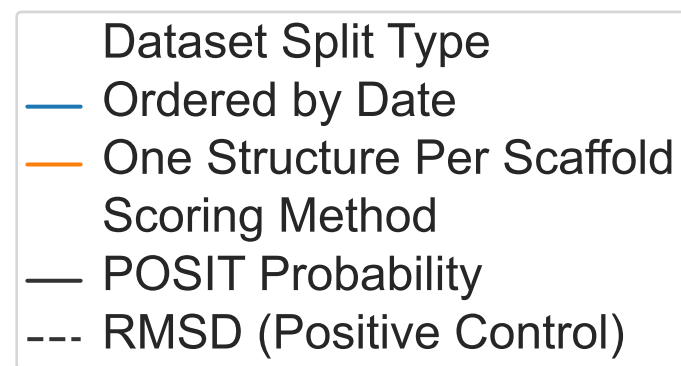 Dataset Split Type
Ordered by Date
One Structure Per Scaffold
Scoring Method
POSIT Probability
RMSD (Positive Control)